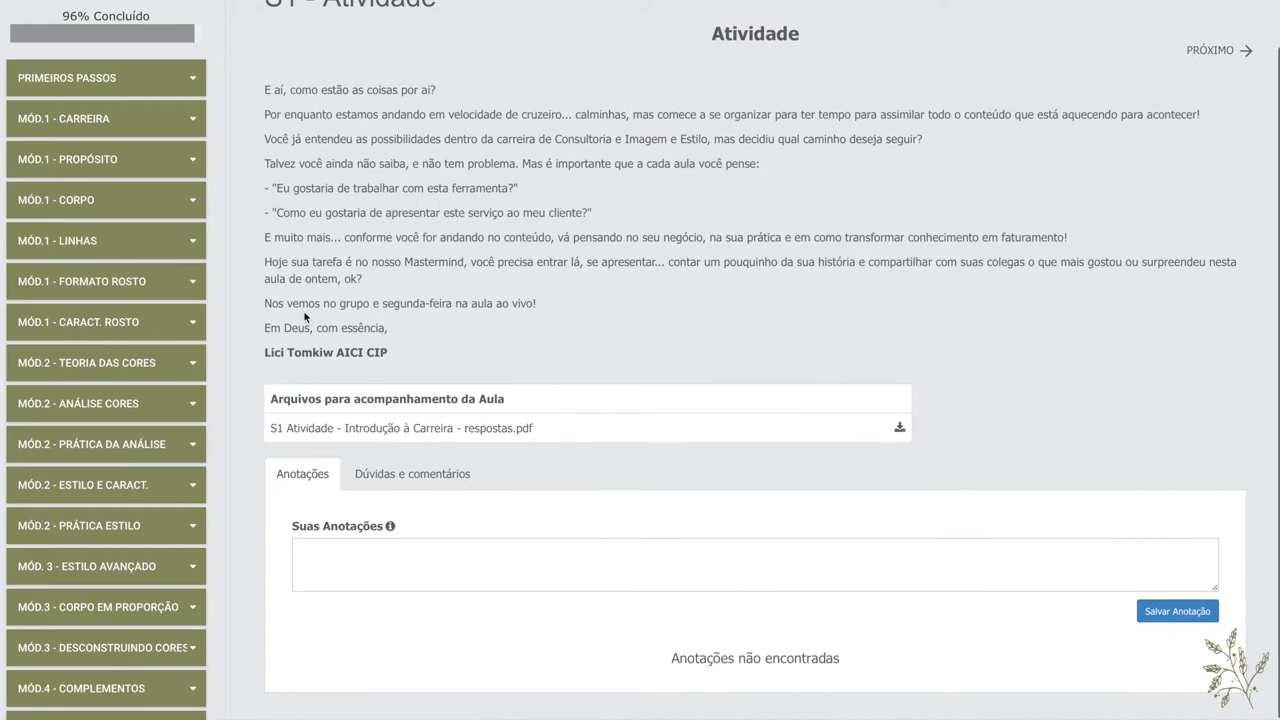 96% Concluído
S1 - Atividade
Atividade
PRÓXIMO
PRIMEIROS PASSOS
MÓD.1 - CARREIRA
MÓD.1 - PROPÓSITO
MÓD.1 - CORPO
MÓD.1 - LINHAS
MÓD.1 - FORMATO ROSTO
MÓD.1 - CARACT. ROSTO
MÓD.2 - TEORIA DAS CORES
MÓD.2 - ANÁLISE CORES
MÓD.2 - PRÁTICA DA ANÁLISE
MÓD.2 - ESTILO E CARACT.
MÓD.2 - PRÁTICA ESTILO
MÓD. 3 - ESTILO AVANÇADO
MÓD.3 - CORPO EM PROPORÇÃO
MÓD.3 - DESCONSTRUINDO CORES
MÓD.4 - COMPLEMENTOS
E aí, como estão as coisas por ai?
Por enquanto estamos andando em velocidade de cruzeiro... calminhas, mas comece a se organizar para ter tempo para assimilar todo o conteúdo que está aquecendo para acontecer!
Você já entendeu as possibilidades dentro da carreira de Consultoria e Imagem e Estilo, mas decidiu qual caminho deseja seguir?
Talvez você ainda não saiba, e não tem problema. Mas é importante que a cada aula você pense:
- "Eu gostaria de trabalhar com esta ferramenta?"
- "Como eu gostaria de apresentar este serviço ao meu cliente?"
E muito mais... conforme você for andando no conteúdo, vá pensando no seu negócio, na sua prática e em como transformar conhecimento em faturamento!
Hoje sua tarefa é no nosso Mastermind, você precisa entrar lá, se apresentar... contar um pouquinho da sua história e compartilhar com suas colegas o que mais gostou ou surpreendeu nesta
aula de ontem, ok?
Nos vemos no grupo e segunda-feira na aula ao vivo!
Em Deus, com essência,
Lici Tomkiw AICI CIP
Arquivos para acompanhamento da Aula
S1 Atividade - Introdução à Carreira - respostas.pdf
Anotações
Dúvidas e comentários
Suas Anotações
Salvar Anotação
Anotações não encontradas